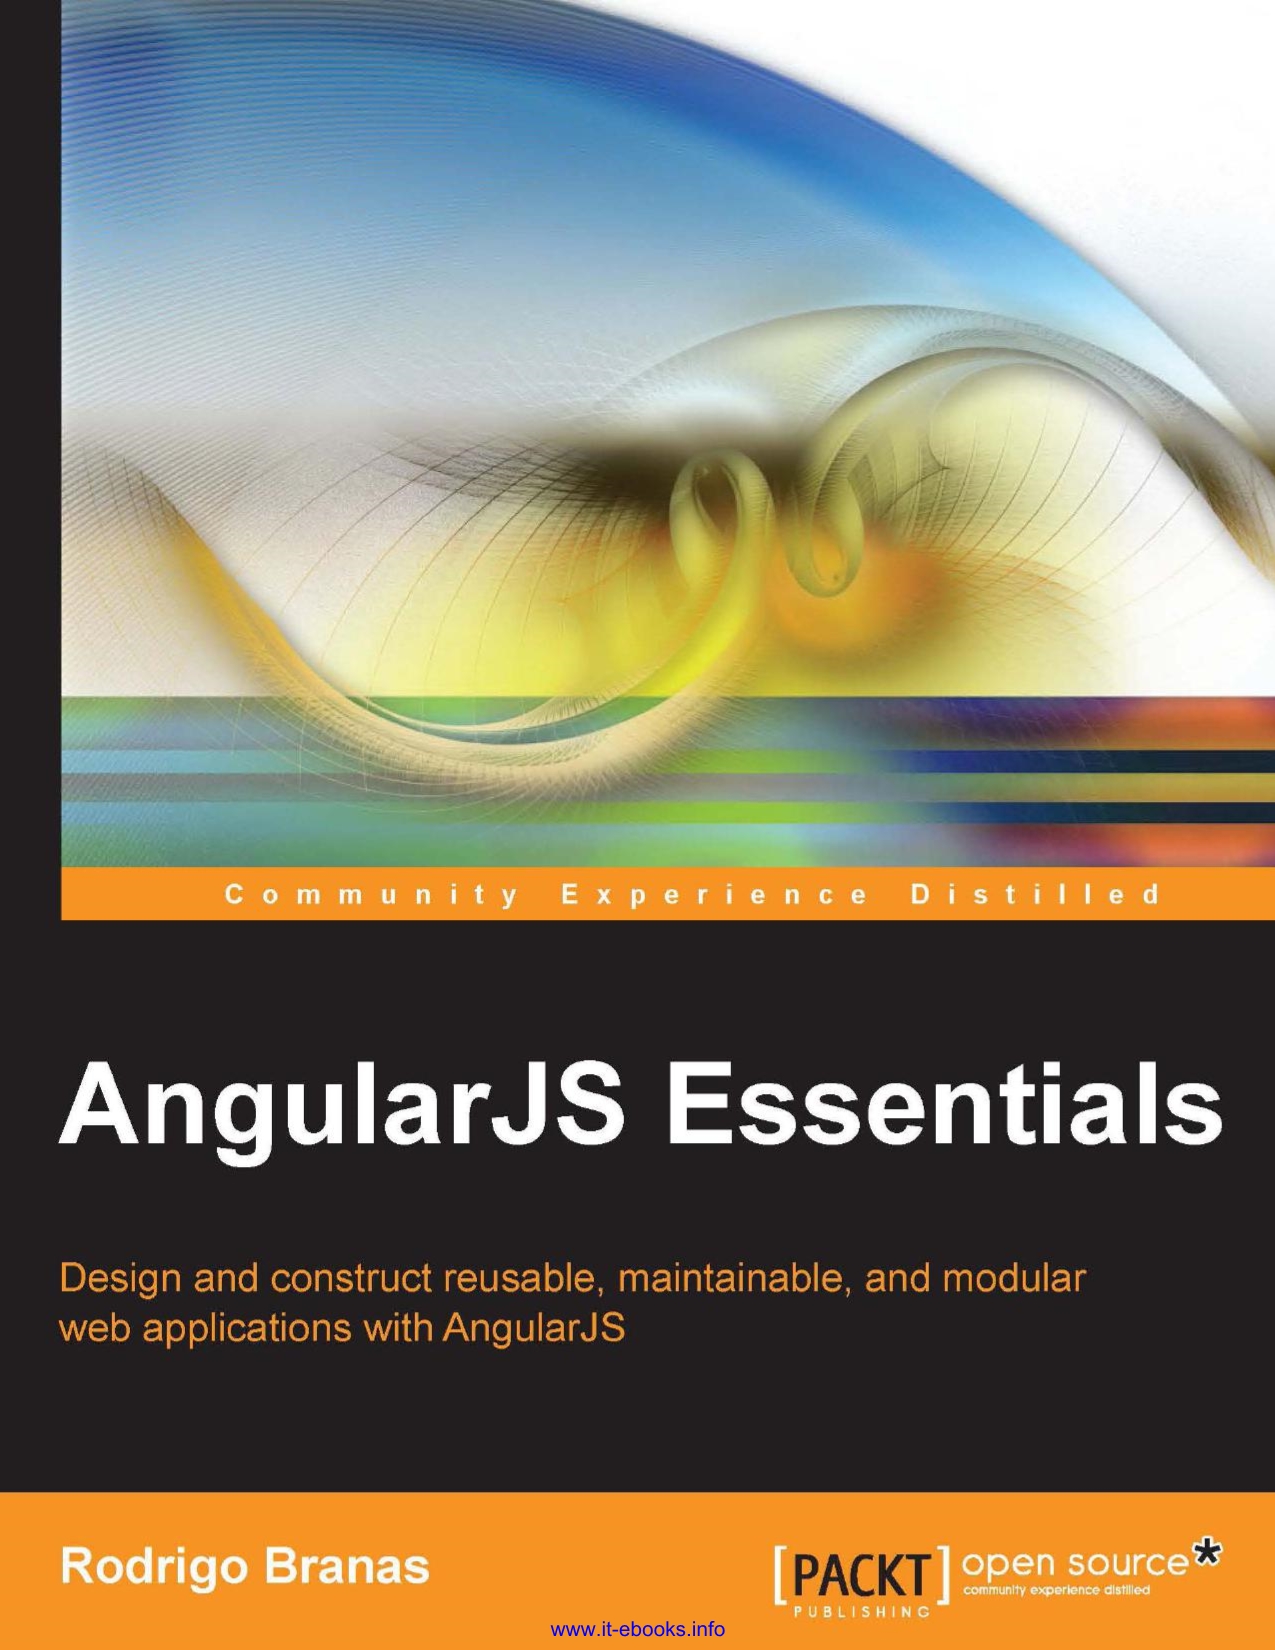 Community Experience Distilled
AngularJS Essentials
Design and construct reusable, maintainable, and modular
web applications with AngularJS
Rodrigo Branas
[PACKT] open source*
community experience distilled
PUBLISHING
www.it-ebooks.info